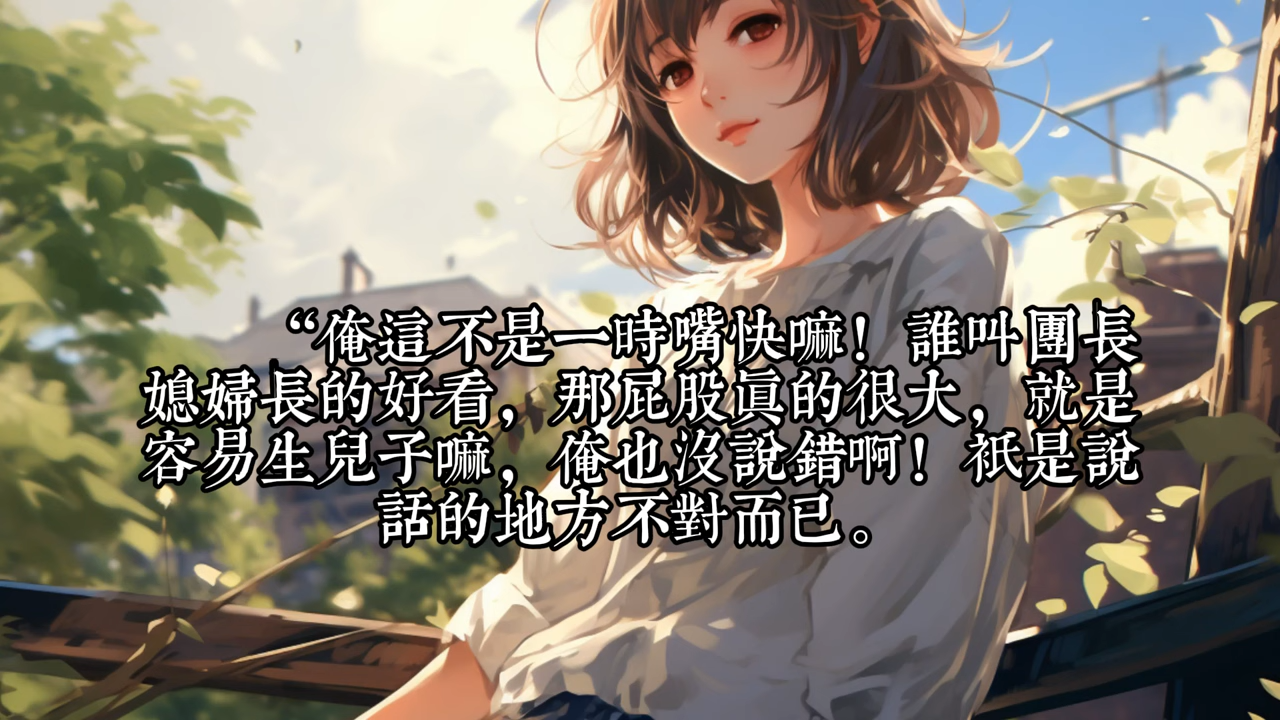 “俺這不是一時嘴快嘛！誰叫團長
媳婦長的好看，那屁股眞的很大，就是
容易生兒子嘛，俺也沒說錯啊！祇是說
話的地方不對而已。